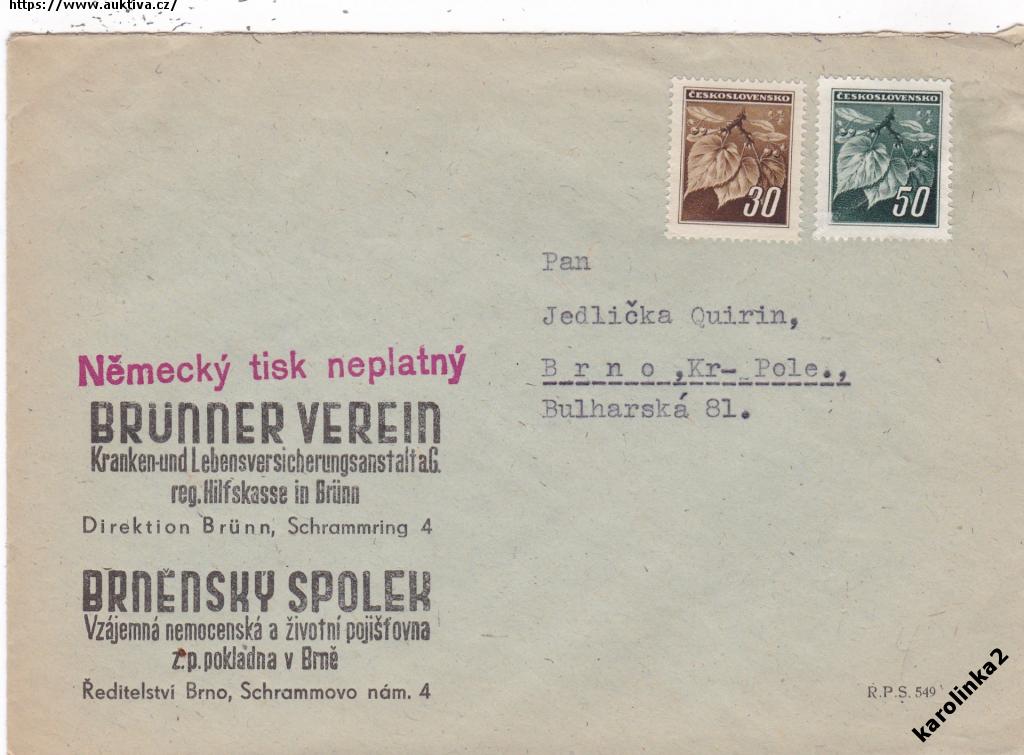 https://www.auktiva.cz/
ČESKOSLOVENSKO
30
ČESKOSLOVENSKO
50
Pan
Jedlička Quirin,
B r n o ,Kr- Pole.,
Bulharská 81.
Německý tisk neplatný
BRÜNNER VEREIN
Kranken-und Lebensversicherungsanstalt a.G.
reg. Hilfskasse in Brünn
Direktion Brünn, Schrammring 4
BRNĚNSKÝ SPOLEK
Vzájemná nemocenská a životní pojišťovna
z.p. pokladna v Brně
Ředitelství Brno, Schrammovo nám. 4
R.P.S. 549
karolinka2